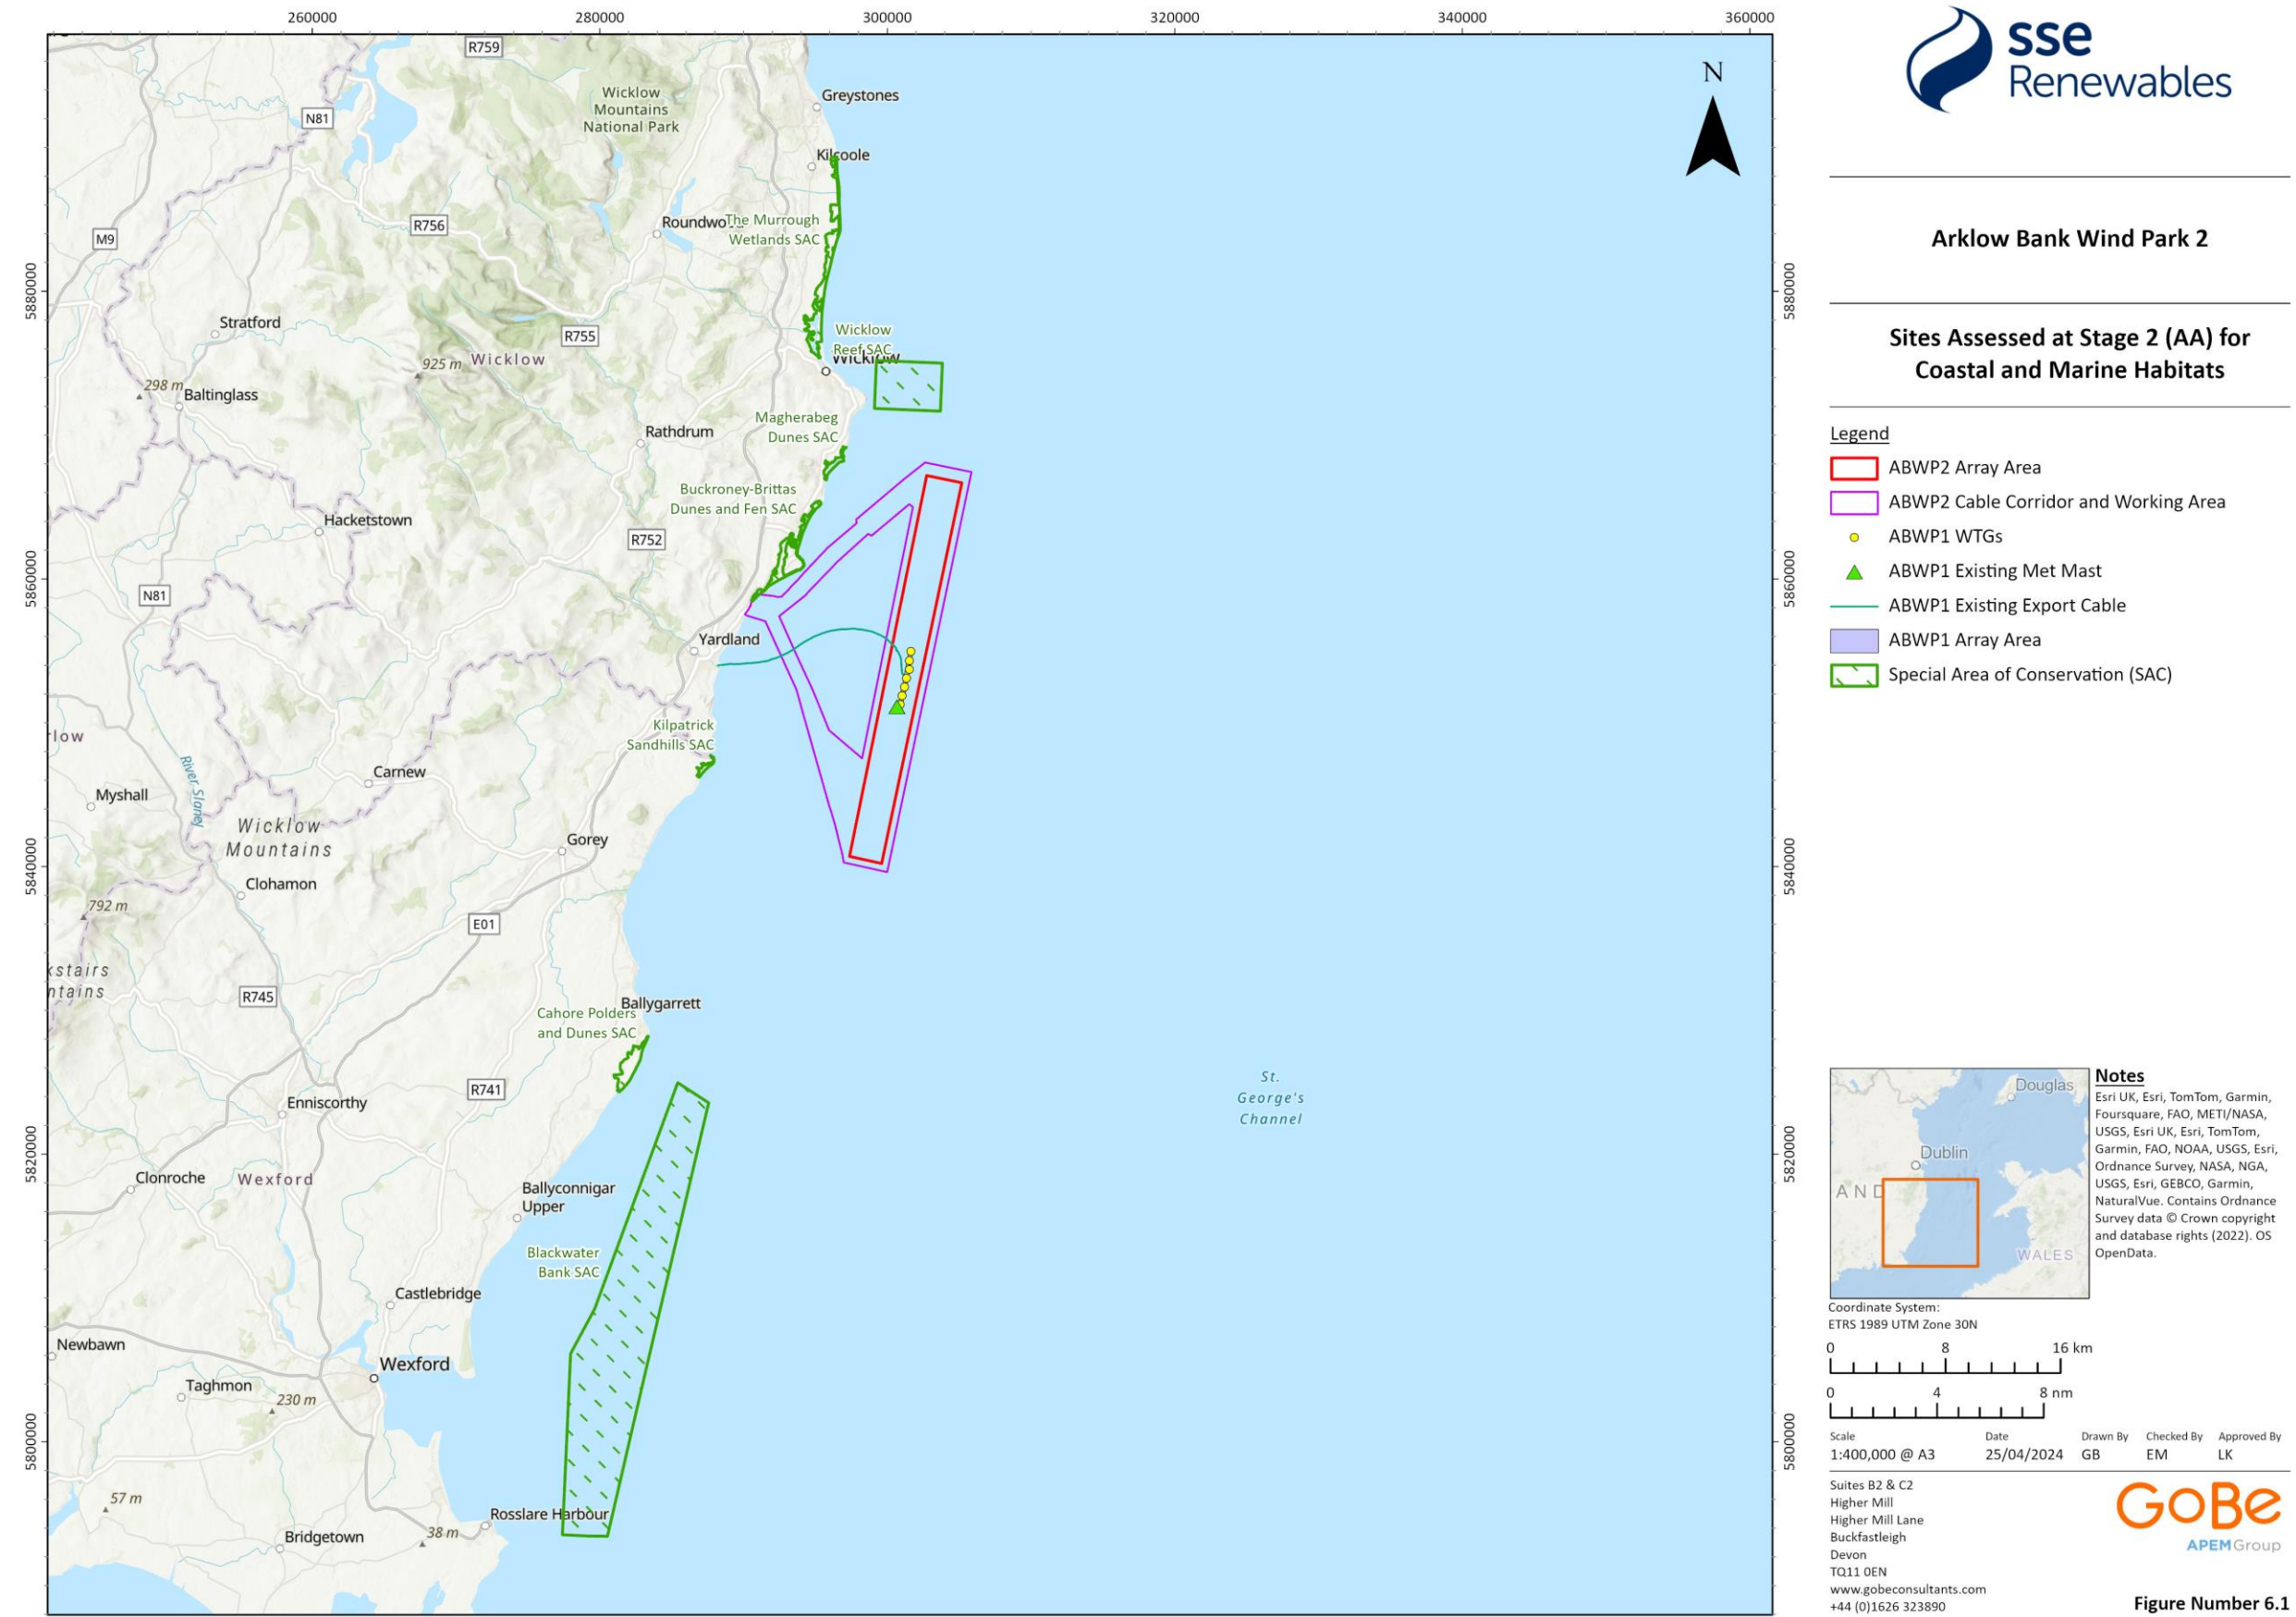 260000
280000
300000
320000
340000
360000
5880000
5860000
5840000
5820000
5800000
5880000
5860000
5840000
5820000
5800000
N
R759
Wicklow
Mountains
National Park
Greystones
N81
Kilcoole
R756
The Murrough
Wetlands SAC
M9
Stratford
R755
Wicklow
Reef SAC
Wicklow
925 m
Wicklow
298 m
Baltinglass
Magherabeg
Dunes SAC
Rathdrum
Buckroney-Brittas
Dunes and Fen SAC
Hacketstown
R752
N81
Yardland
Kilpatrick
Sandhills SAC
River Slaney
Carnew
Myshall
Wicklow
Mountains
Gorey
Clohamon
792 m
E01
R745
Ballygarrett
Cahore Polders
and Dunes SAC
R741
Enniscorthy
St.
George's
Channel
Clonroche
Wexford
Ballyconnigar
Upper
Blackwater
Bank SAC
Castlebridge
Newbawn
Wexford
Taghmon
230 m
57 m
Rosslare Harbour
38 m
Bridgetown
sse
Renewables
Arklow Bank Wind Park 2
Sites Assessed at Stage 2 (AA) for
Coastal and Marine Habitats
Legend
ABWP2 Array Area
ABWP2 Cable Corridor and Working Area
ABWP1 WTGs
ABWP1 Existing Met Mast
ABWP1 Existing Export Cable
ABWP1 Array Area
Special Area of Conservation (SAC)
Douglas
Dublin
AND
WALES
Notes
Esri UK, Esri, TomTom, Garmin,
Foursquare, FAO, METI/NASA,
USGS, Esri UK, Esri, TomTom,
Garmin, FAO, NOAA, USGS, Esri,
Ordnance Survey, NASA, NGA,
USGS, Esri, GEBCO, Garmin,
NaturalVue. Contains Ordnance
Survey data © Crown copyright
and database rights (2022). OS
OpenData.
Coordinate System:
ETRS 1989 UTM Zone 30N
0 8 16 km
0 4 8 nm
Scale Date Drawn By Checked By Approved By
1:400,000 @ A3 25/04/2024 GB EM LK
Suites B2 & C2
Higher Mill
Higher Mill Lane
Buckfastleigh
Devon
TQ11 0EN
www.gobeconsultants.com
+44 (0)1626 323890
GoBe
APEMGroup
Figure Number 6.1